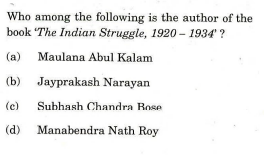 Who among the following is the author of the
book ‘The Indian Struggle, 1920 – 1934’ ?
(a) Maulana Abul Kalam
(b) Jayprakash Narayan
(c) Subhash Chandra Bose
(d) Manabendra Nath Roy